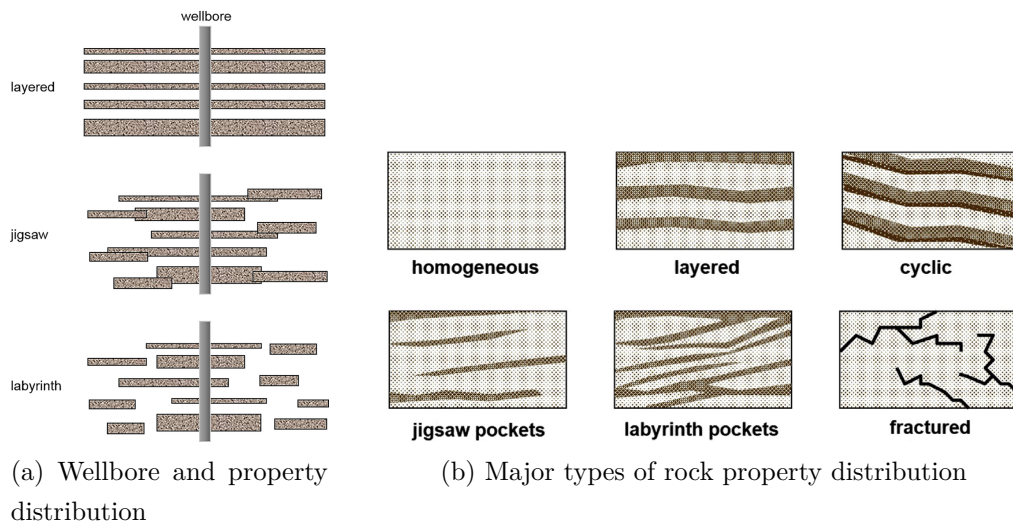 wellbore
layered
jigsaw
labyrinth
(a) Wellbore and property
distribution
homogeneous
layered
cyclic
jigsaw pockets
labyrinth pockets
fractured
(b) Major types of rock property distribution